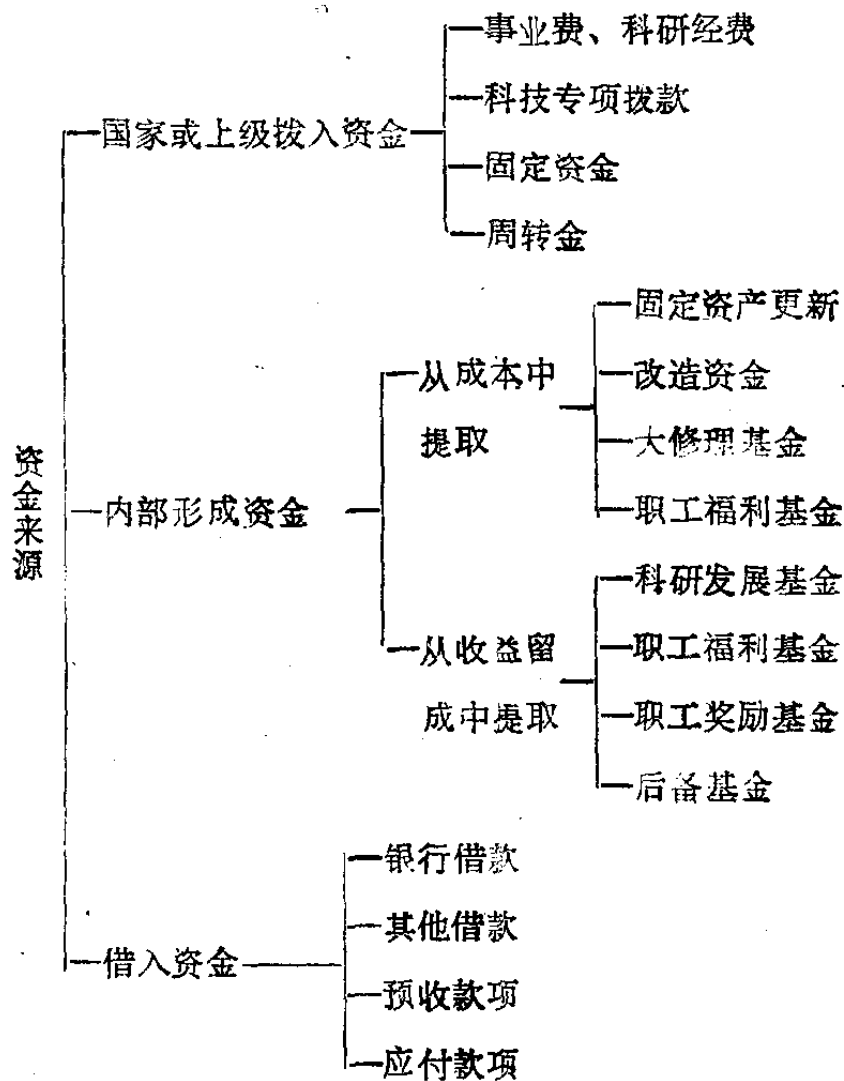 资金来源
国家或上级拨入资金
事业费、科研经费
科技专项拨款
固定资金
周转金
内部形成资金
从成本中
提取
固定资产更新
改造资金
大修理基金
职工福利基金
从收益留
成中提取
科研发展基金
职工福利基金
职工奖励基金
后备基金
借入资金
银行借款
其他借款
预收款项
应付款项